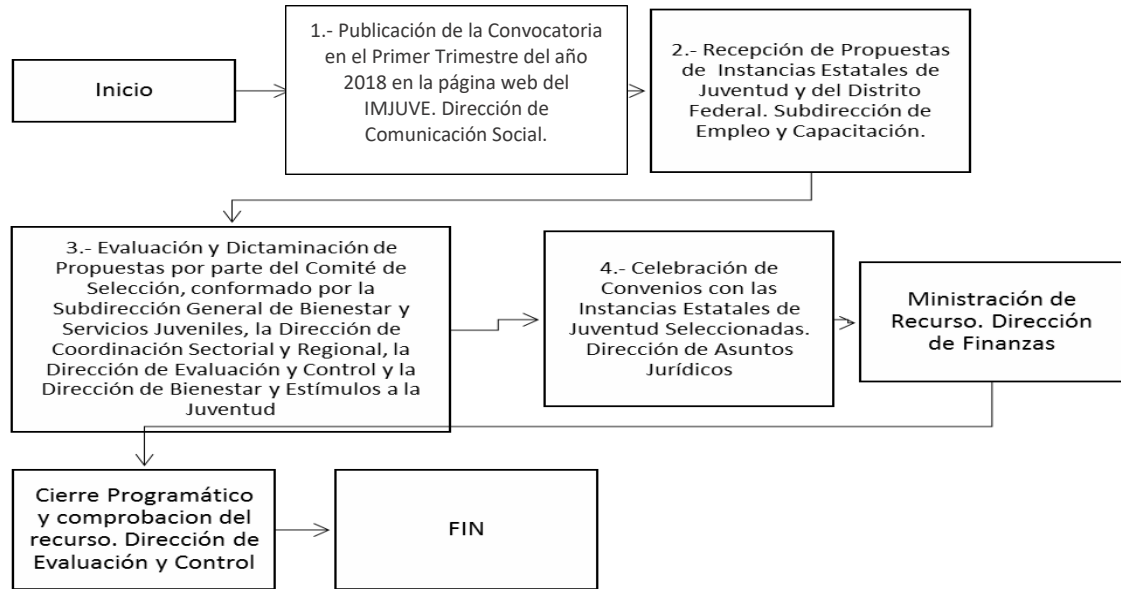 Inicio
1.- Publicación de la Convocatoria
en el Primer Trimestre del año
2018 en la página web del
IMJUVE. Dirección de
Comunicación Social.
2.- Recepción de Propuestas
de Instancias Estatales de
Juventud y del Distrito
Federal. Subdirección de
Empleo y Capacitación.
3.- Evaluación y Dictaminación de
Propuestas por parte del Comité de
Selección, conformado por la
Subdirección General de Bienestar y
Servicios Juveniles, la Dirección de
Coordinación Sectorial y Regional, la
Dirección de Evaluación y Control y la
Dirección de Bienestar y Estímulos a la
Juventud
4.- Celebración de
Convenios con las
Instancias Estatales de
Juventud Seleccionadas.
Dirección de Asuntos
Jurídicos
Ministración de
Recurso. Dirección
de Finanzas
Cierre Programático
y comprobacion del
recurso. Dirección de
Evaluación y Control
FIN